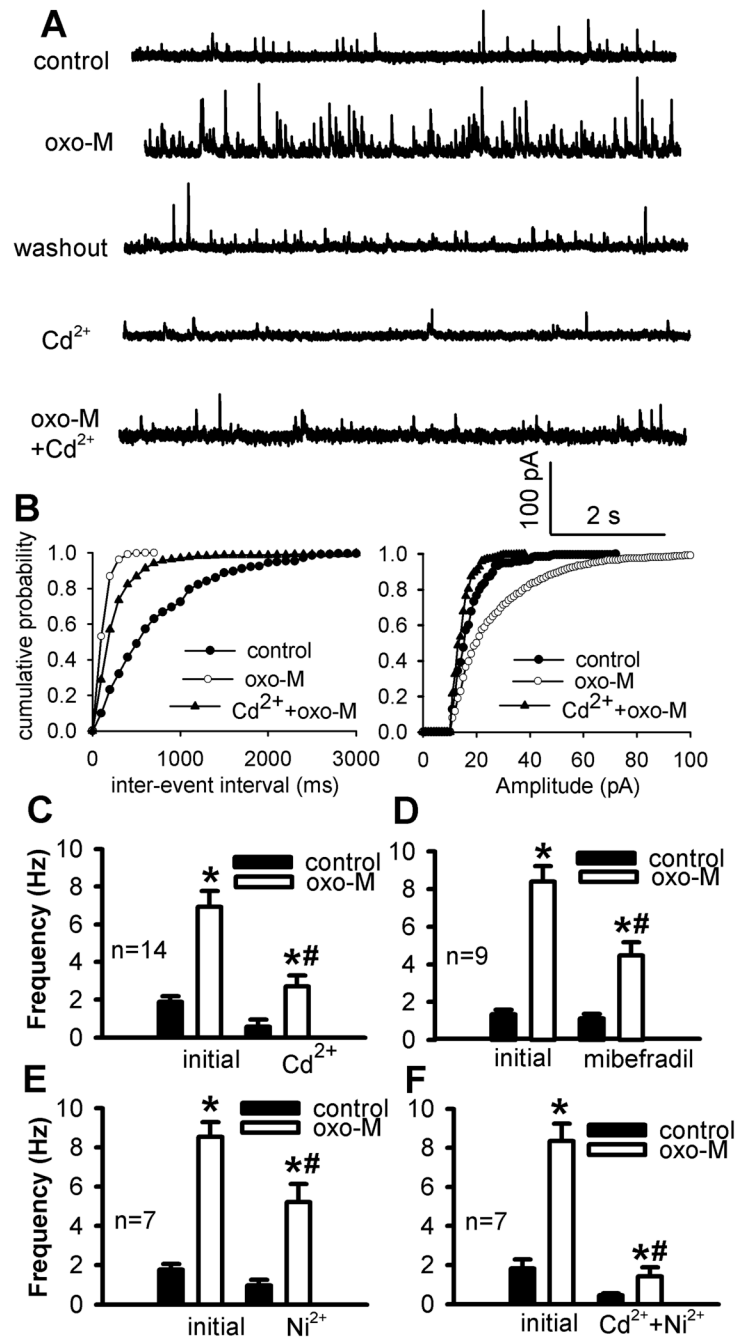 A
control
oxo-M
washout
Cd²⁺
oxo-M
+Cd²⁺
100 pA
2 s
B
cumulative probability
1.0
0.8
0.6
0.4
0.2
0.0
control
oxo-M
Cd²⁺+oxo-M
0 1000 2000 3000
inter-event interval (ms)
1.0
0.8
0.6
0.4
0.2
0.0
control
oxo-M
Cd²⁺+oxo-M
0 20 40 60 80 100
Amplitude (pA)
C
Frequency (Hz)
10
8
6
4
2
0
control
oxo-M
*
n=14
*#
initial Cd²⁺
D
10
8
6
4
2
0
control
oxo-M
*
n=9
*#
initial mibefradil
E
Frequency (Hz)
10
8
6
4
2
0
control
oxo-M
*
*#
n=7
initial Ni²⁺
F
10
8
6
4
2
0
control
oxo-M
*
n=7
*#
initial Cd²⁺+Ni²⁺